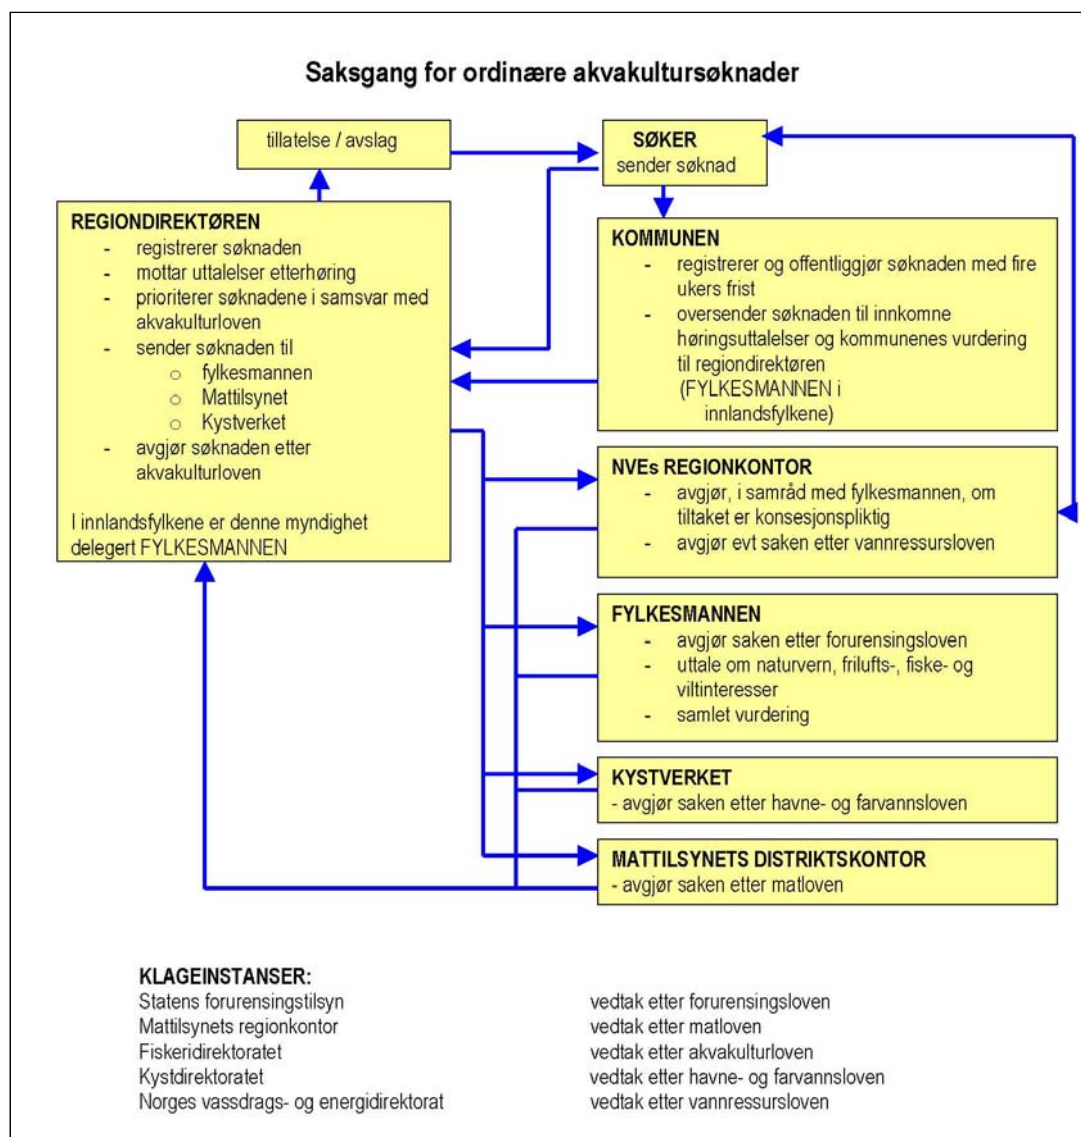 Saksgang for ordinære akvakultursøknader
tillatelse / avslag
SØKER
sender søknad
REGIONDIREKTØREN
- registrerer søknaden
- mottar uttalelser etterhøring
- prioriterer søknadene i samsvar med
akvakulturloven
- sender søknaden til
o fylkesmannen
o Mattilsynet
o Kystverket
- avgjør søknaden etter
akvakulturloven
I innlandsfylkene er denne myndighet
delegert FYLKESMANNEN
KOMMUNEN
- registrerer og offentliggjør søknaden med fire
ukers frist
- oversender søknaden til innkomne
høringsuttalelser og kommunenes vurdering
til regiondirektøren
(FYLKESMANNEN i
innlandsfylkene)
NVEs REGIONKONTOR
- avgjør, i samråd med fylkesmannen, om
tiltaket er konsesjonspliktig
- avgjør evt saken etter vannressursloven
FYLKESMANNEN
- avgjør saken etter forurensingsloven
- uttale om naturvern, frilufts-, fiske- og
viltinteresser
- samlet vurdering
KYSTVERKET
- avgjør saken etter havne- og farvannsloven
MATTILSYNETS DISTRIKTSKONTOR
- avgjør saken etter matloven
KLAGEINSTANSER:
Statens forurensingstilsyn vedtak etter forurensingsloven
Mattilsynets regionkontor vedtak etter matloven
Fiskeridirektoratet vedtak etter akvakulturloven
Kystdirektoratet vedtak etter havne- og farvannsloven
Norges vassdrags- og energidirektorat vedtak etter vannressursloven